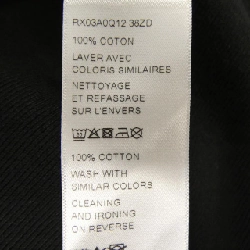 RX03A0Q12 36ZD
100% COTON
LAVER AVEC
COLORIS SIMILAIRES
NETTOYAGE
ET REFASSAGE
SUR L'ENVERS
100% COTTON
WASH WITH
SIMILAR COLORS
CLEANING
AND IRONING
ON REVERSE